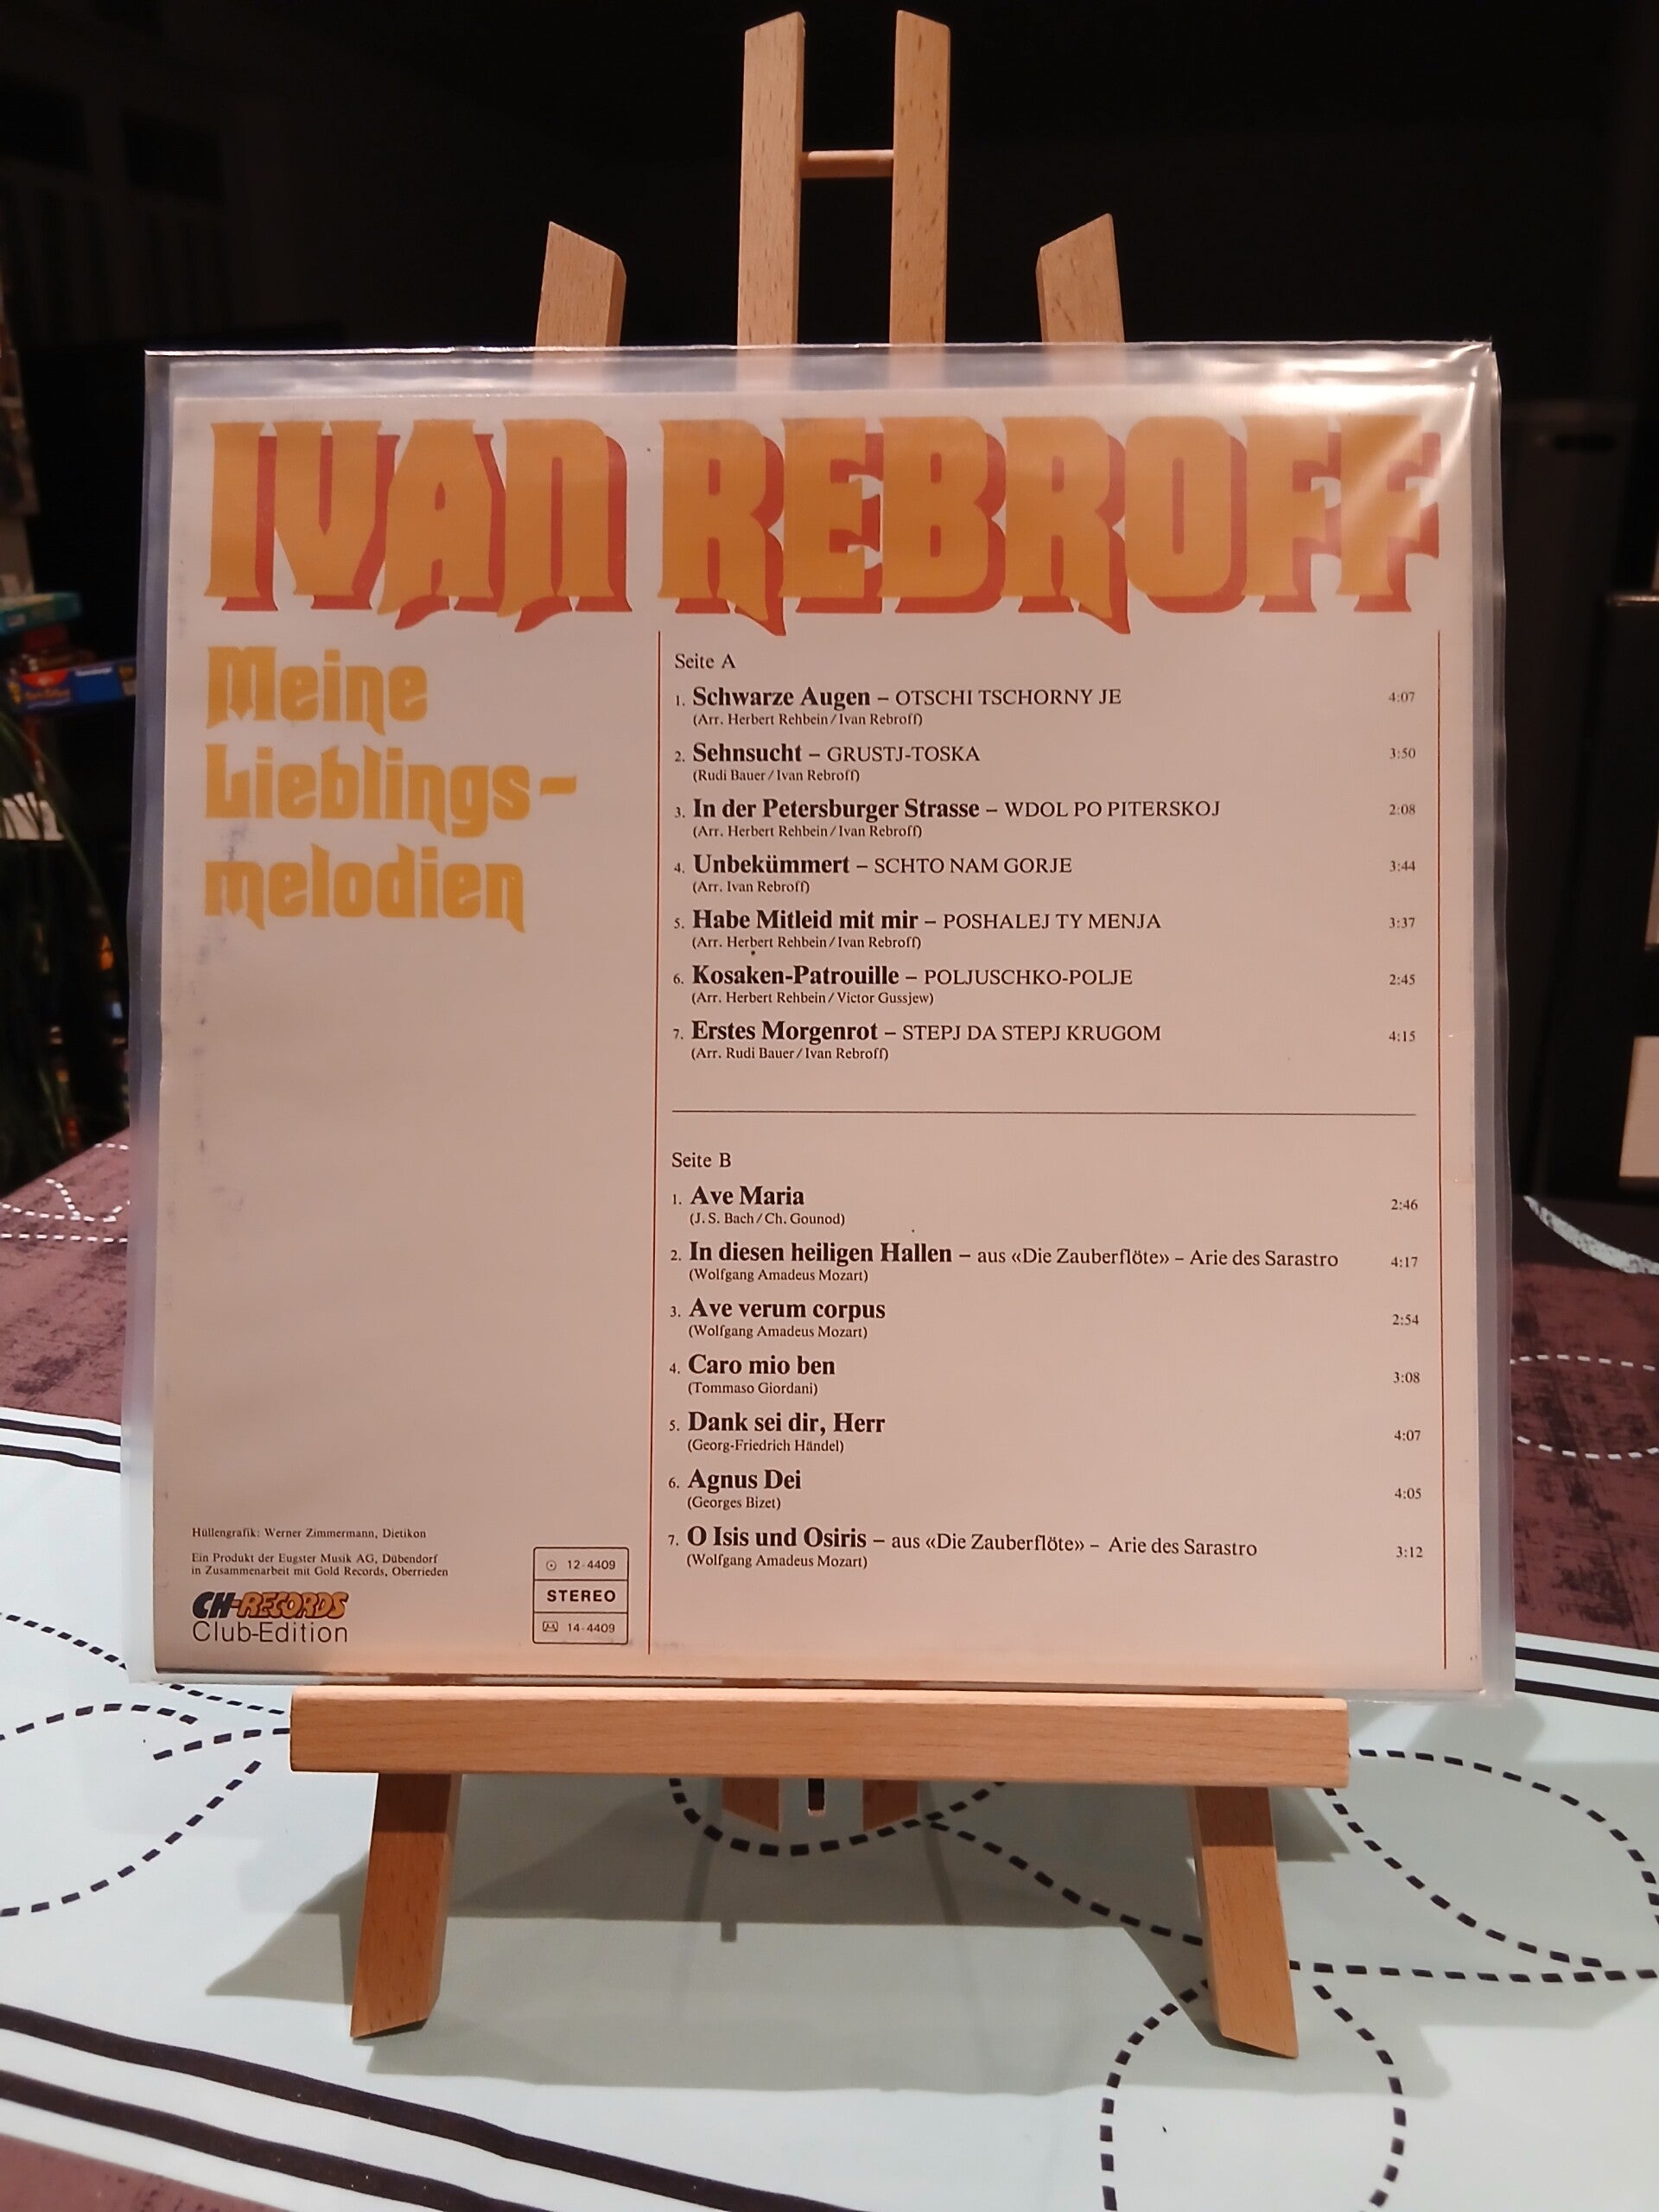 IVAN REBROFF
Meine
Lieblings-
melodien
Seite A
1. Schwarze Augen – OTSCHI TSCHORNY JE 4:07
(Arr. Herbert Rehbein/Ivan Rebroff)
2. Sehnsucht – GRUSTJ-TOSKA 3:50
(Rudi Bauer/Ivan Rebroff)
3. In der Petersburger Strasse – WDOL PO PITERSKOJ 2:08
(Arr. Herbert Rehbein/Ivan Rebroff)
4. Unbekümmert – SCHTO NAM GORJE 3:44
(Arr. Ivan Rebroff)
5. Habe Mitleid mit mir – POSHALEJ TY MENJA 3:37
(Arr. Herbert Rehbein/Ivan Rebroff)
6. Kosaken-Patrouille – POLJUSCHKO-POLJE 2:45
(Arr. Herbert Rehbein/Victor Gussjew)
7. Erstes Morgenrot – STEPJ DA STEPJ KRUGOM 4:15
(Arr. Rudi Bauer/Ivan Rebroff)
Seite B
1. Ave Maria 2:46
(J. S. Bach/Ch. Gounod)
2. In diesen heiligen Hallen – aus «Die Zauberflöte» – Arie des Sarastro 4:17
(Wolfgang Amadeus Mozart)
3. Ave verum corpus 2:54
(Wolfgang Amadeus Mozart)
4. Caro mio ben 3:08
(Tommaso Giordani)
5. Dank sei dir, Herr 4:07
(Georg-Friedrich Händel)
6. Agnus Dei 4:05
(Georges Bizet)
7. O Isis und Osiris – aus «Die Zauberflöte» – Arie des Sarastro 3:12
(Wolfgang Amadeus Mozart)
Hüllengrafik: Werner Zimmermann, Dietikon
Ein Produkt der Eugster Musik AG, Dübendorf
in Zusammenarbeit mit Gold Records, Oberrieden
CH-RECORDS
Club-Edition
12-4409
STEREO
14-4409